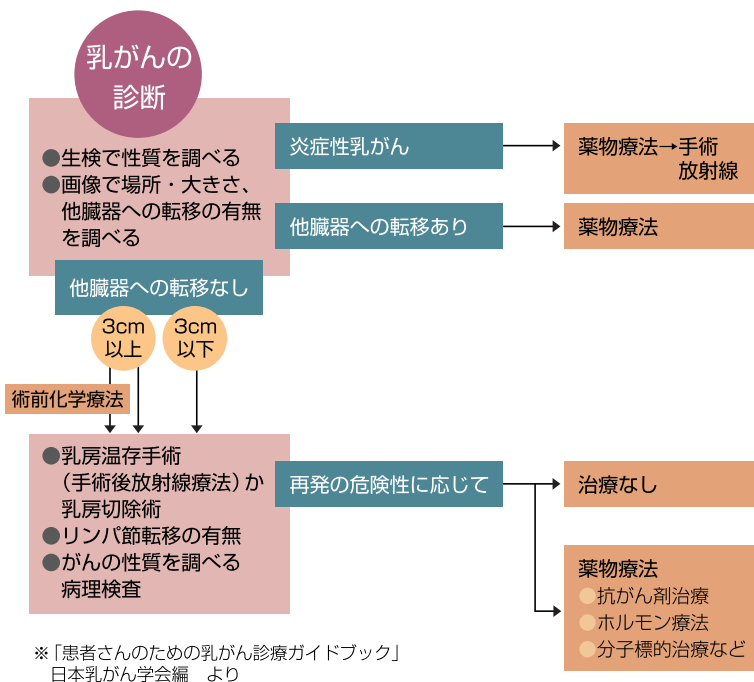 乳がんの
診断
●生検で性質を調べる
●画像で場所・大きさ、
他臓器への転移の有無
を調べる
炎症性乳がん
薬物療法→手術
放射線
他臓器への転移あり
薬物療法
他臓器への転移なし
3cm
以上
3cm
以下
術前化学療法
●乳房温存手術
（手術後放射線療法）か
乳房切除術
●リンパ節転移の有無
●がんの性質を調べる
病理検査
再発の危険性に応じて
治療なし
薬物療法
●抗がん剤治療
●ホルモン療法
●分子標的治療など
※「患者さんのための乳がん診療ガイドブック」
日本乳がん学会編　より